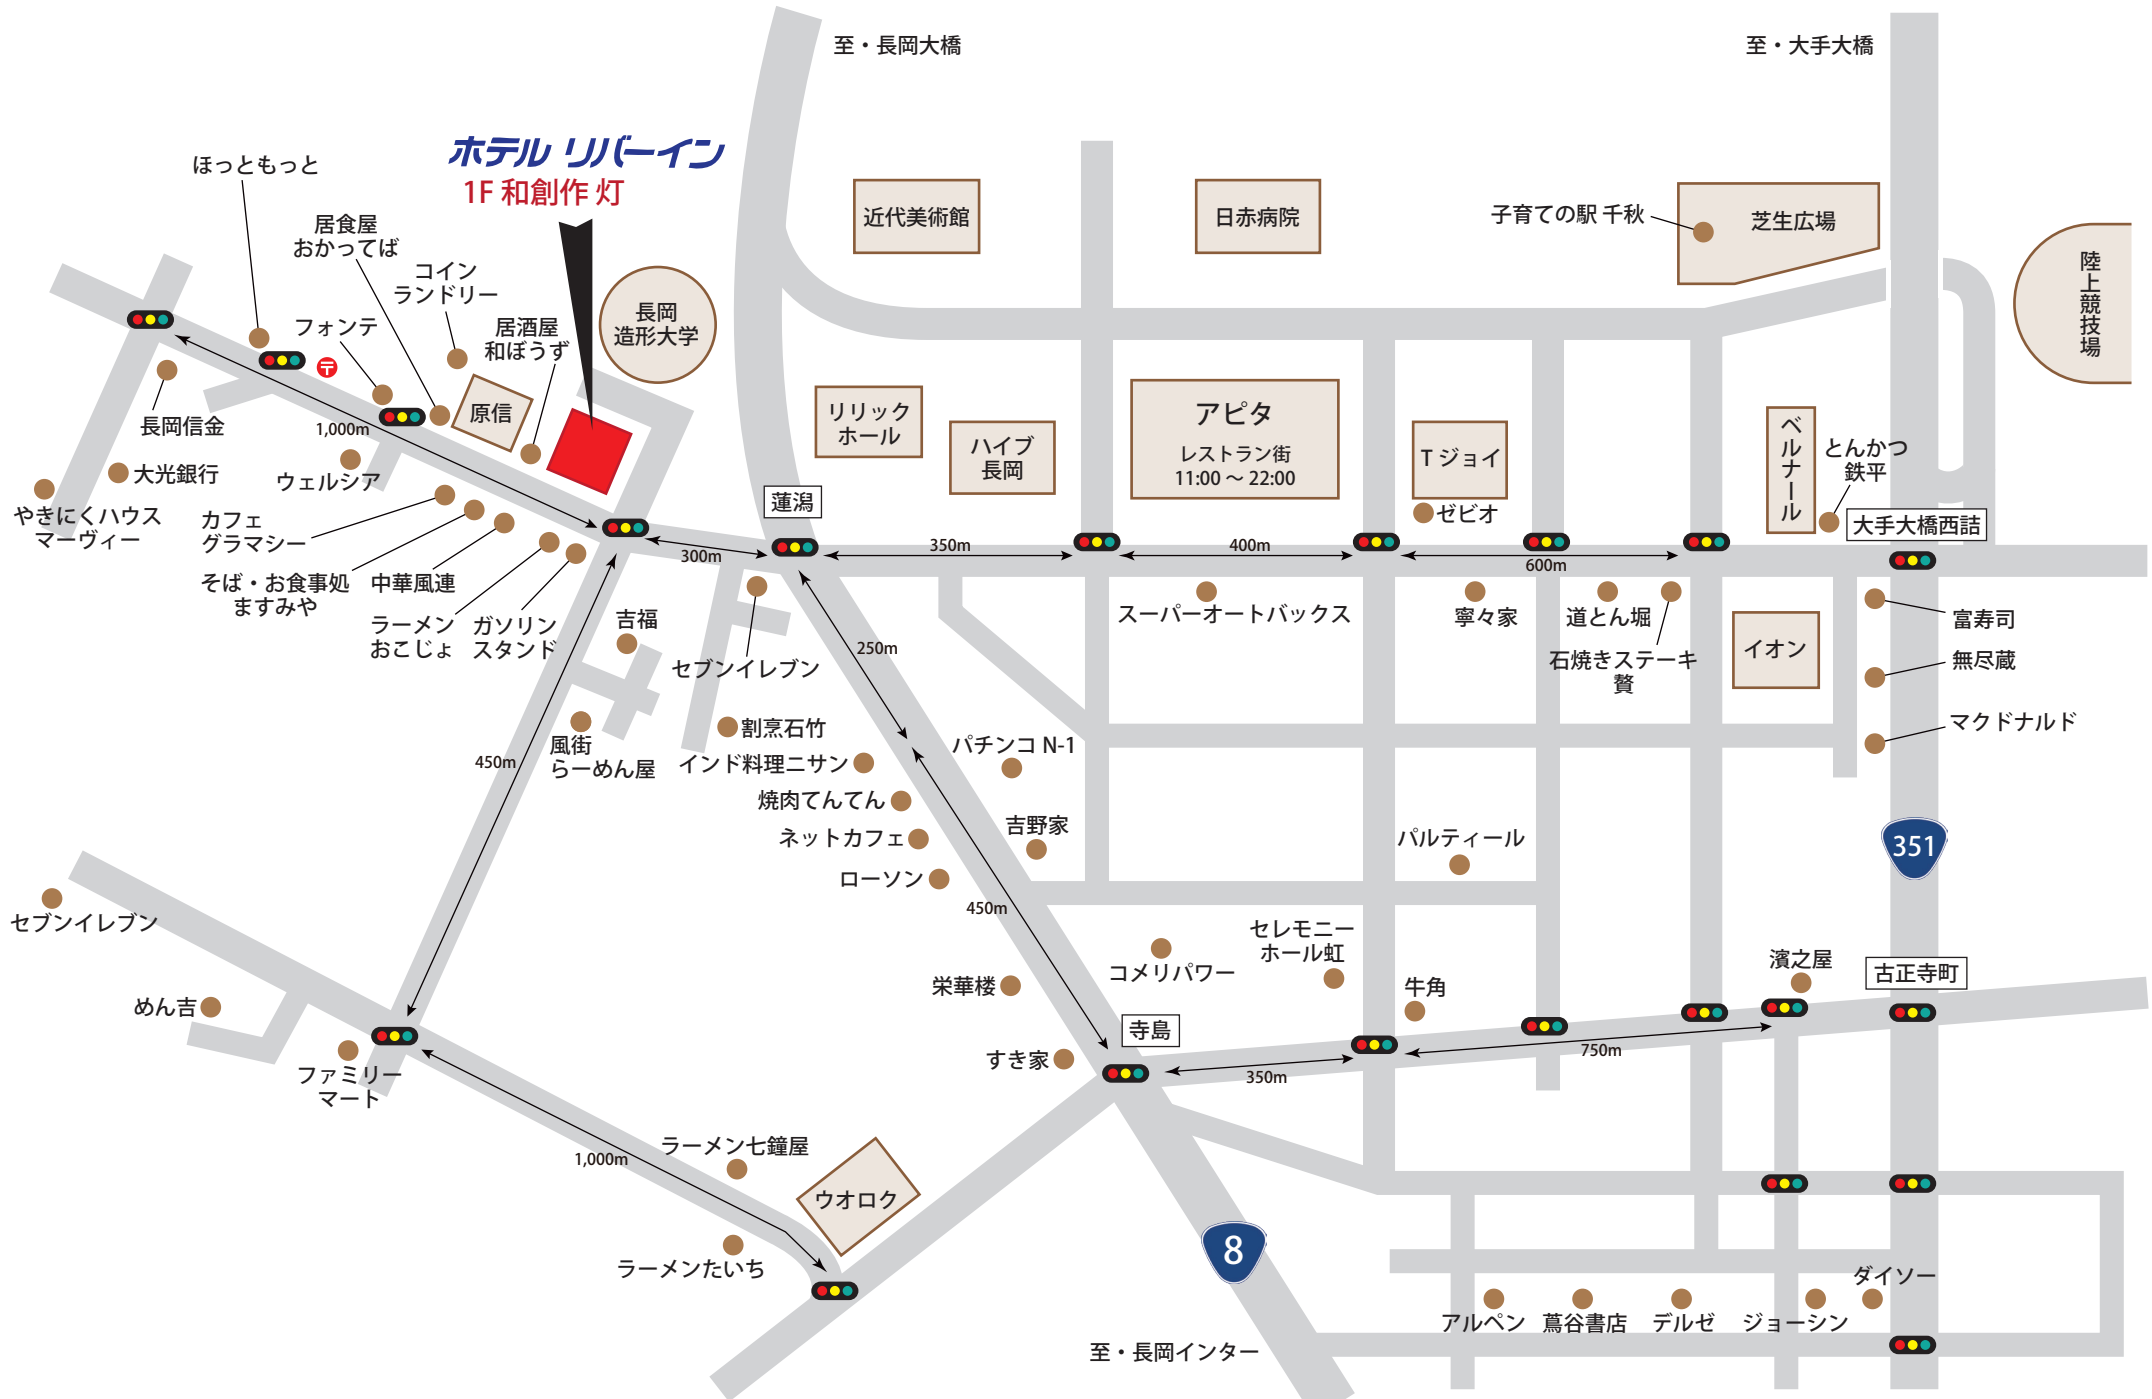 至・長岡大橋
至・大手大橋
ホテル リバーイン
1F 和創作 灯
ほっともっと
居食屋
おかってば
コイン
ランドリー
居酒屋
和ぼうず
長岡
造形大学
近代美術館
日赤病院
子育ての駅 千秋
芝生広場
陸上競技場
フォンテ
〒
原信
長岡信金
1,000m
大光銀行
ウェルシア
やきにくハウス
マーヴィー
カフェ
グラマシー
そば・お食事処
ますみや
中華風連
ラーメン
おこじょ
ガソリン
スタンド
リリック
ホール
ハイブ
長岡
アピタ
レストラン街
11:00 ～ 22:00
T ジョイ
ゼビオ
ベルナール
とんかつ
鉄平
蓮潟
大手大橋西詰
300m
350m
400m
600m
スーパーオートバックス
寧々家
道とん堀
石焼きステーキ
贅
イオン
富寿司
無尽蔵
マクドナルド
吉福
セブンイレブン
250m
割烹石竹
風街
らーめん屋
450m
インド料理ニサン
焼肉てんてん
ネットカフェ
ローソン
パチンコ N-1
吉野家
パルティール
351
450m
セブンイレブン
めん吉
ファミリー
マート
栄華楼
すき家
コメリパワー
セレモニー
ホール虹
牛角
濱之屋
古正寺町
寺島
350m
750m
1,000m
ラーメン七鐘屋
ウオロク
ラーメンたいち
8
至・長岡インター
アルペン
蔦谷書店
デルゼ
ジョーシン
ダイソー